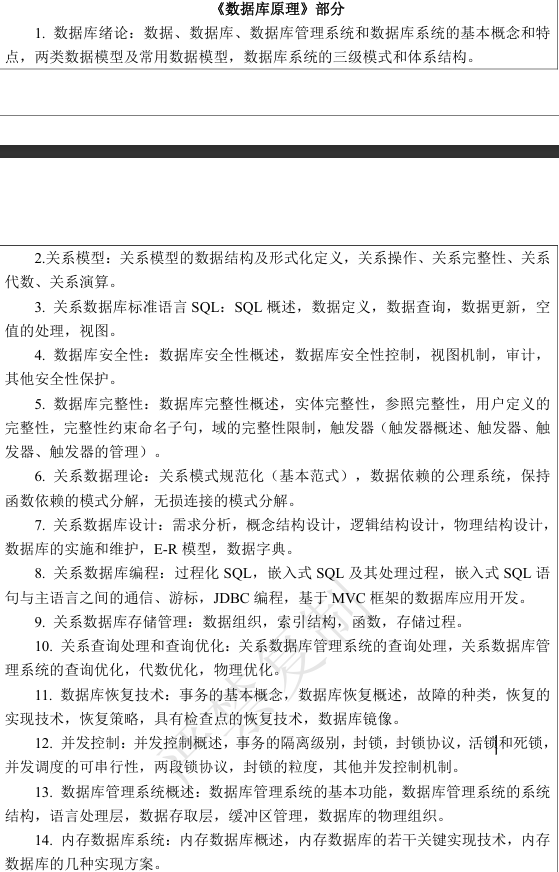 《数据库原理》部分
1. 数据库绪论：数据、数据库、数据库管理系统和数据库系统的基本概念和特
点，两类数据模型及常用数据模型，数据库系统的三级模式和体系结构。
2.关系模型：关系模型的数据结构及形式化定义，关系操作、关系完整性、关系
代数、关系演算。
3. 关系数据库标准语言 SQL：SQL 概述，数据定义，数据查询，数据更新，空
值的处理，视图。
4. 数据库安全性：数据库安全性概述，数据库安全性控制，视图机制，审计，
其他安全性保护。
5. 数据库完整性：数据库完整性概述，实体完整性，参照完整性，用户定义的
完整性，完整性约束命名子句，域的完整性限制，触发器（触发器概述、触发器、触
发器、触发器的管理）。
6. 关系数据理论：关系模式规范化（基本范式），数据依赖的公理系统，保持
函数依赖的模式分解，无损连接的模式分解。
7. 关系数据库设计：需求分析，概念结构设计，逻辑结构设计，物理结构设计，
数据库的实施和维护，E-R 模型，数据字典。
8. 关系数据库编程：过程化 SQL，嵌入式 SQL 及其处理过程，嵌入式 SQL 语
句与主语言之间的通信、游标，JDBC 编程，基于 MVC 框架的数据库应用开发。
9. 关系数据库存储管理：数据组织，索引结构，函数，存储过程。
10. 关系查询处理和查询优化：关系数据库管理系统的查询处理，关系数据库管
理系统的查询优化，代数优化，物理优化。
11. 数据库恢复技术：事务的基本概念，数据库恢复概述，故障的种类，恢复的
实现技术，恢复策略，具有检查点的恢复技术，数据库镜像。
12. 并发控制：并发控制概述，事务的隔离级别，封锁，封锁协议，活锁和死锁，
并发调度的可串行性，两段锁协议，封锁的粒度，其他并发控制机制。
13. 数据库管理系统概述：数据库管理系统的基本功能，数据库管理系统的系统
结构，语言处理层，数据存取层，缓冲区管理，数据库的物理组织。
14. 内存数据库系统：内存数据库概述，内存数据库的若干关键实现技术，内存
数据库的几种实现方案。
严禁复制